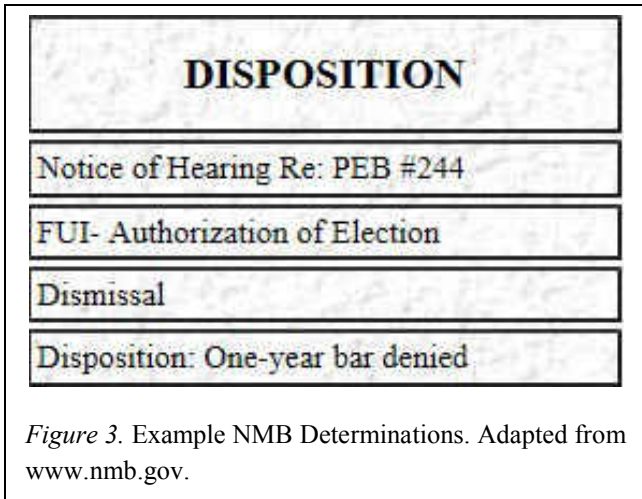 DISPOSITION
Notice of Hearing Re: PEB #244
FUI- Authorization of Election
Dismissal
Disposition: One-year bar denied
Figure 3. Example NMB Determinations. Adapted from
www.nmb.gov.